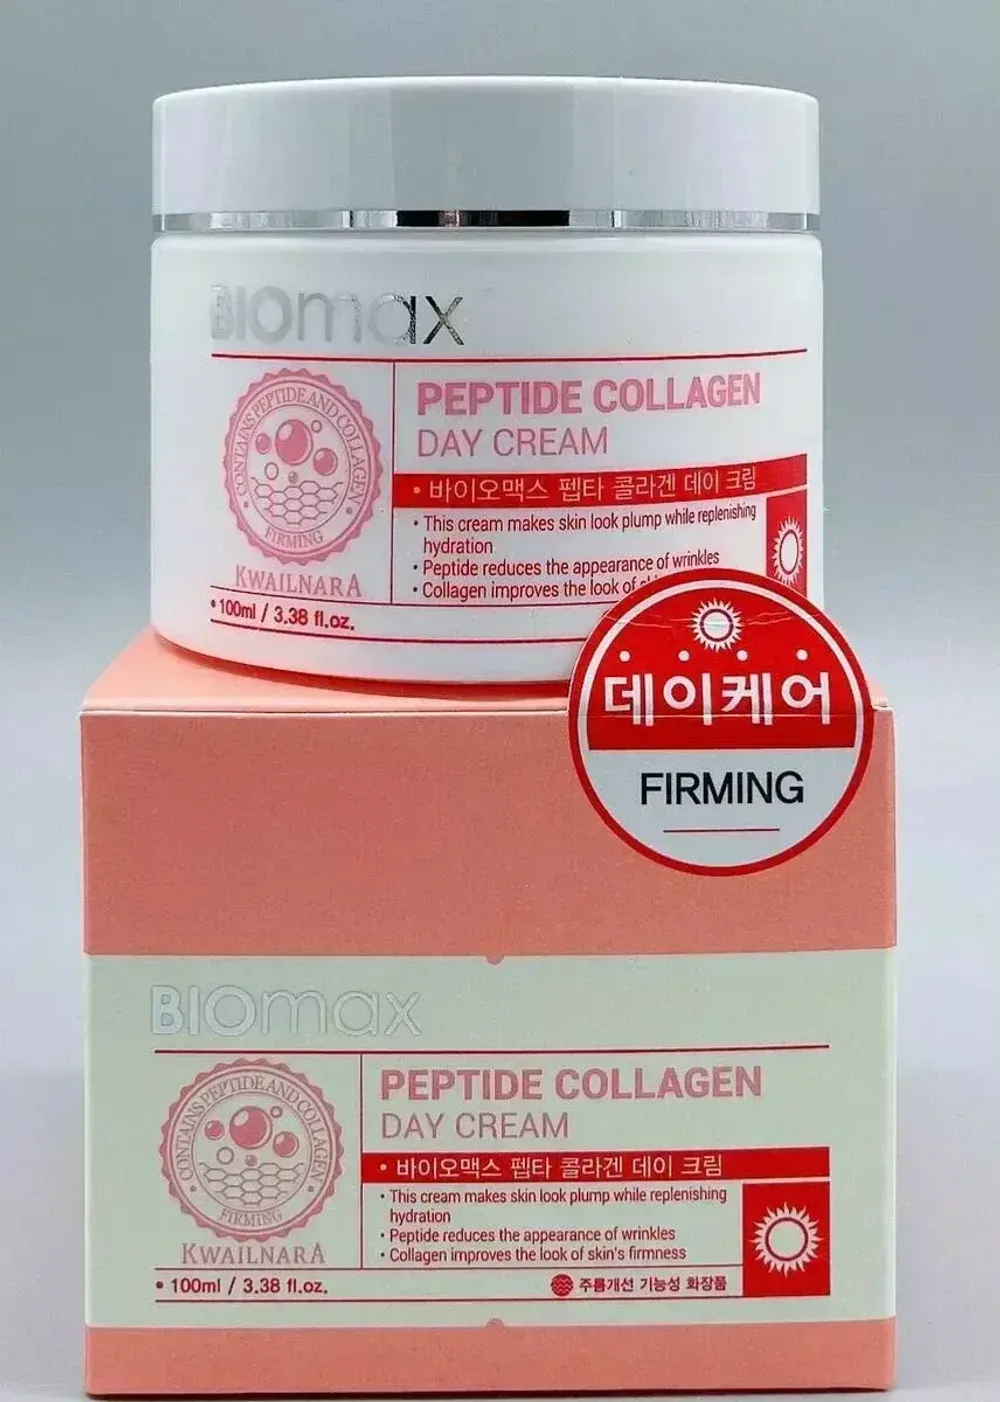 BIOmax
CONTAINS PEPTIDE AND COLLAGEN
FIRMING
KWAILNARA
PEPTIDE COLLAGEN
DAY CREAM
• 바이오맥스 펩타 콜라겐 데이 크림
• This cream makes skin look plump while replenishing
hydration
• Peptide reduces the appearance of wrinkles
• Collagen improves the look of
• 100ml / 3.38 fl.oz.
데이케어
FIRMING
BIOmax
CONTAINS PEPTIDE AND COLLAGEN
FIRMING
KWAILNARA
PEPTIDE COLLAGEN
DAY CREAM
• 바이오맥스 펩타 콜라겐 데이 크림
• This cream makes skin look plump while replenishing
hydration
• Peptide reduces the appearance of wrinkles
• Collagen improves the look of skin's firmness
• 100ml / 3.38 fl.oz.
주름개선 기능성 화장품